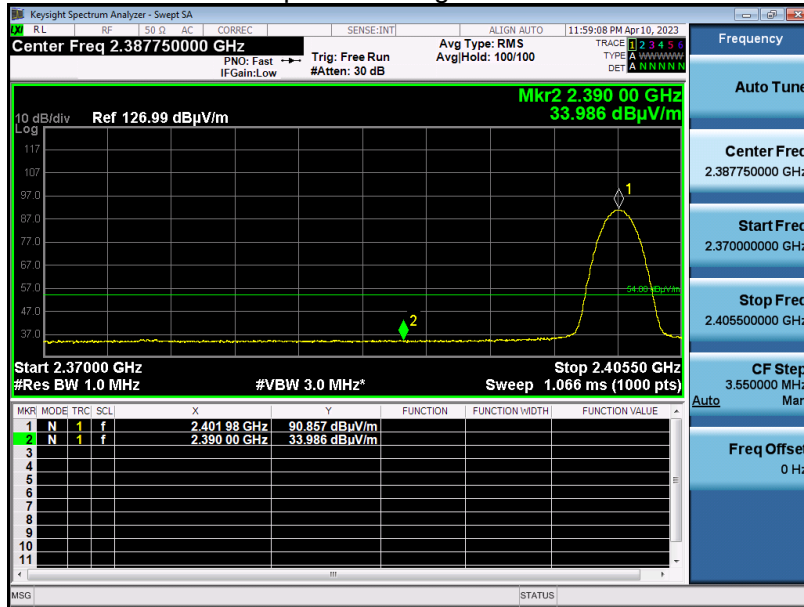 Keysight Spectrum Analyzer - Swept SA
LXI RL RF 50 Ω AC CORREC SENSE:INT ALIGN AUTO 11:59:08 PM Apr 10, 2023
Center Freq 2.387750000 GHz
PNO: Fast
IFGain:Low
Trig: Free Run
#Atten: 30 dB
Avg Type: RMS
Avg|Hold: 100/100
TRACE 1 2 3 4 5 6
TYPE A WWWWW
DET A N N N N N
Mkr2 2.390 00 GHz
33.986 dBµV/m
10 dB/div Ref 126.99 dBµV/m
Log
117
107
97.0
87.0
77.0
67.0
57.0
47.0
37.0
1
54.00 dBµV/m
2
Start 2.37000 GHz Stop 2.40550 GHz
#Res BW 1.0 MHz #VBW 3.0 MHz* Sweep 1.066 ms (1000 pts)
MKR MODE TRC SCL X Y FUNCTION FUNCTION WIDTH FUNCTION VALUE
1 N 1 f 2.401 98 GHz 90.857 dBµV/m
2 N 1 f 2.390 00 GHz 33.986 dBµV/m
3
4
5
6
7
8
9
10
11
MSG STATUS
Frequency
Auto Tune
Center Freq
2.387750000 GHz
Start Freq
2.370000000 GHz
Stop Freq
2.405500000 GHz
CF Step
3.550000 MHz
Auto Man
Freq Offset
0 Hz